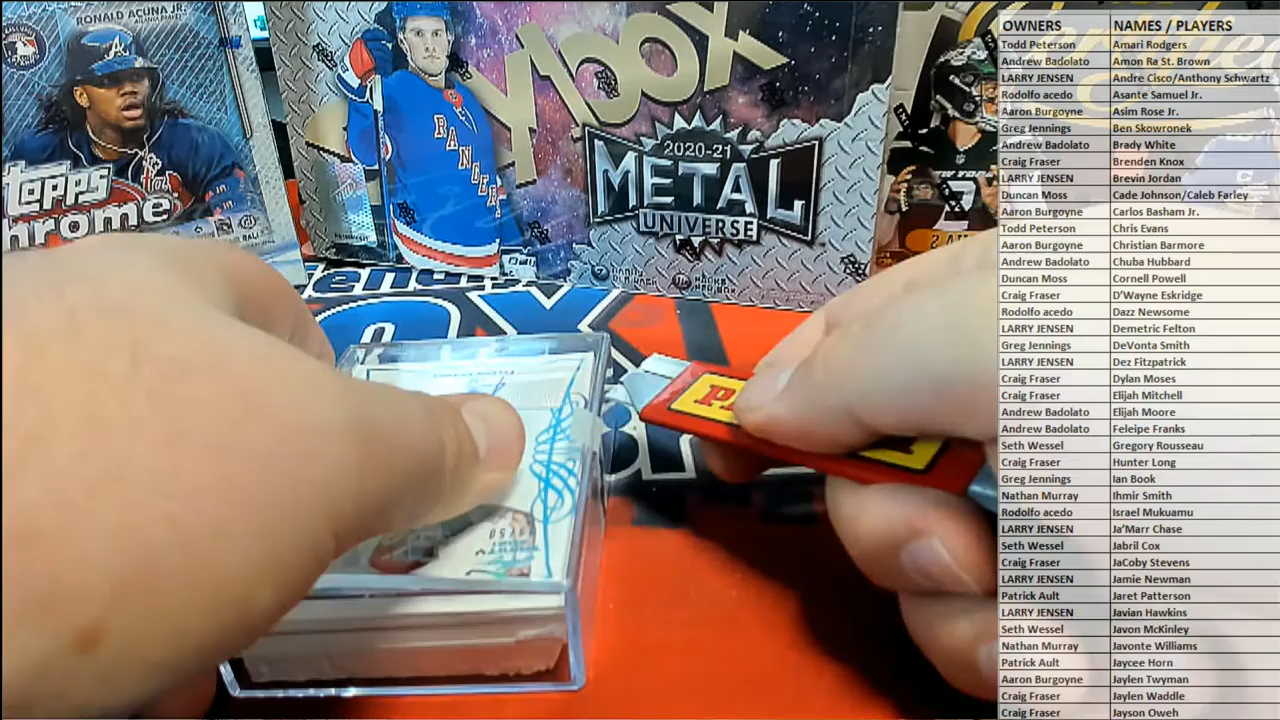 RONALD ACUÑA JR.
ATLANTA BRAVES
TOPPS
hrome
RANGERS
Y1BOX
2020-21
METAL
UNIVERSE
OWNERS NAMES / PLAYERS
Todd Peterson Amari Rodgers
Andrew Badolato Amon Ra St. Brown
LARRY JENSEN Andre Cisco/Anthony Schwartz
Rodolfo acedo Asante Samuel Jr.
Aaron Burgoyne Asim Rose Jr.
Greg Jennings Ben Skowronek
Andrew Badolato Brady White
Craig Fraser Brenden Knox
LARRY JENSEN Brevin Jordan
Duncan Moss Cade Johnson/Caleb Farley
Aaron Burgoyne Carlos Basham Jr.
Todd Peterson Chris Evans
Aaron Burgoyne Christian Barmore
Andrew Badolato Chuba Hubbard
Duncan Moss Cornell Powell
Craig Fraser D'Wayne Eskridge
Rodolfo acedo Dazz Newsome
LARRY JENSEN Demetric Felton
Greg Jennings DeVonta Smith
LARRY JENSEN Dez Fitzpatrick
Craig Fraser Dylan Moses
Craig Fraser Elijah Mitchell
Andrew Badolato Elijah Moore
Andrew Badolato Feleipe Franks
Seth Wessel Gregory Rousseau
Craig Fraser Hunter Long
Greg Jennings Ian Book
Nathan Murray Ihmir Smith
Rodolfo acedo Israel Mukuamu
LARRY JENSEN Ja'Marr Chase
Seth Wessel Jabril Cox
Craig Fraser JaCoby Stevens
LARRY JENSEN Jamie Newman
Patrick Ault Jaret Patterson
LARRY JENSEN Javian Hawkins
Seth Wessel Javon McKinley
Nathan Murray Javonte Williams
Patrick Ault Jaycee Horn
Aaron Burgoyne Jaylen Twyman
Craig Fraser Jaylen Waddle
Craig Fraser Jayson Oweh